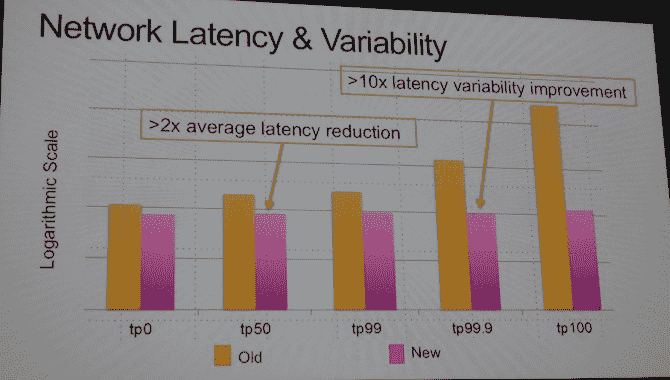 Network Latency & Variability
>10x latency variability improvement
>2x average latency reduction
Logarithmic Scale
tp0
tp50
tp99
tp99.9
tp100
Old
New